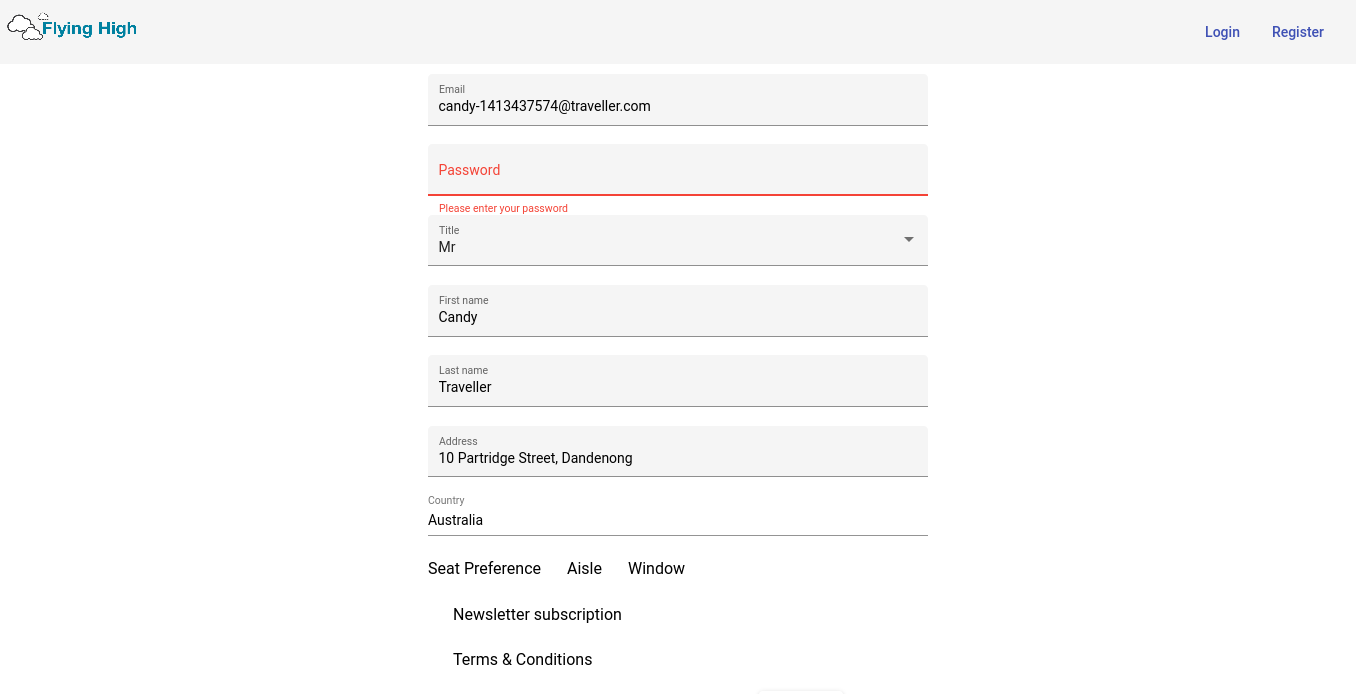 Flying High
Login Register
Email
candy-1413437574@traveller.com
Password
Please enter your password
Title
Mr
First name
Candy
Last name
Traveller
Address
10 Partridge Street, Dandenong
Country
Australia
Seat Preference Aisle Window
Newsletter subscription
Terms & Conditions